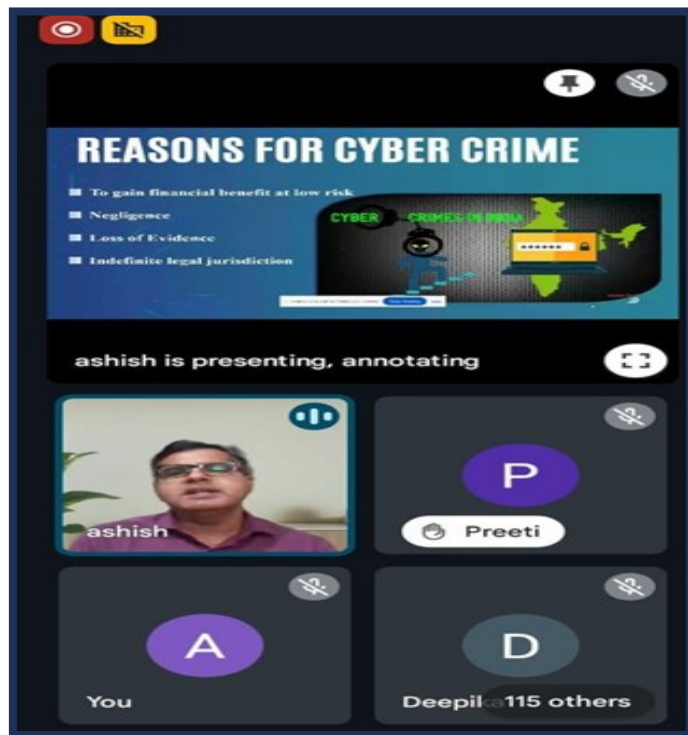 REASONS FOR CYBER CRIME
To gain financial benefit at low risk
Negligence
Loss of Evidence
Indefinite legal jurisdiction
CYBER CRIMES IN INDIA
ashish is presenting, annotating
ashish
P
Preeti
A
You
D
Deepika 115 others